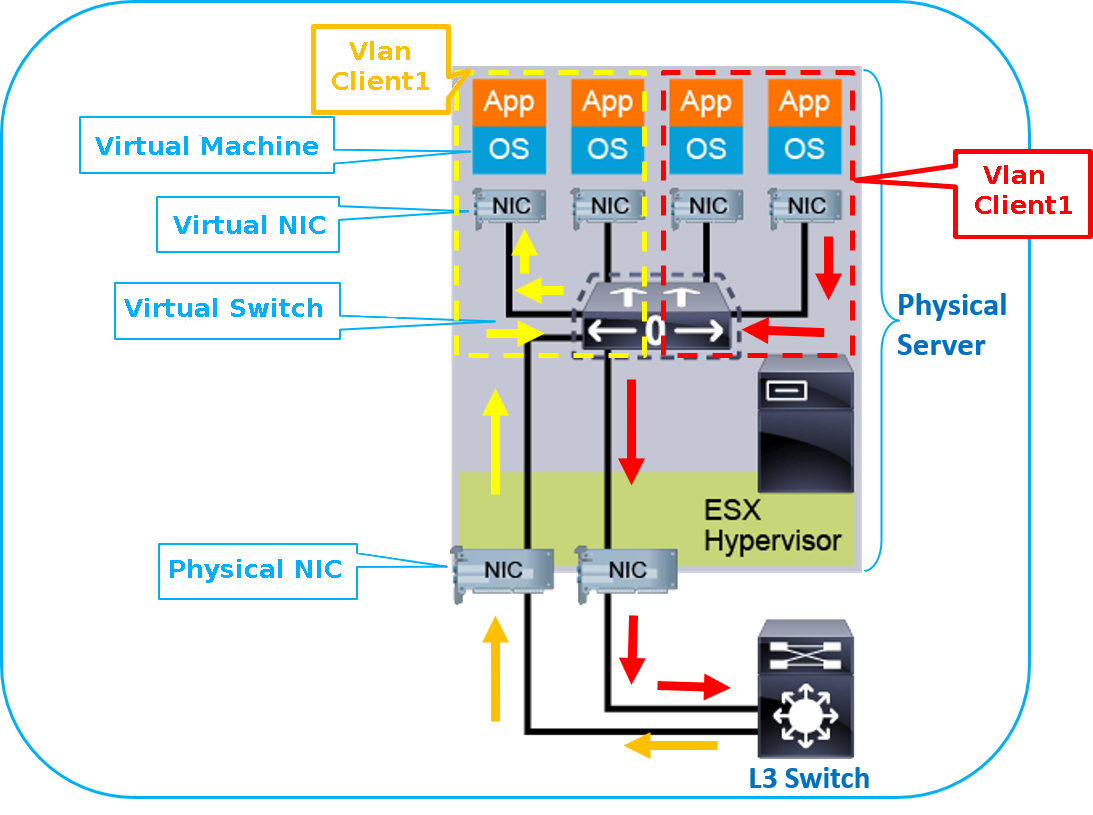 Vlan
Client1
App App App App
Virtual Machine
OS OS OS OS
Vlan
Client1
Virtual NIC
NIC NIC NIC NIC
Virtual Switch
Physical
Server
ESX
Hypervisor
Physical NIC
NIC NIC
L3 Switch